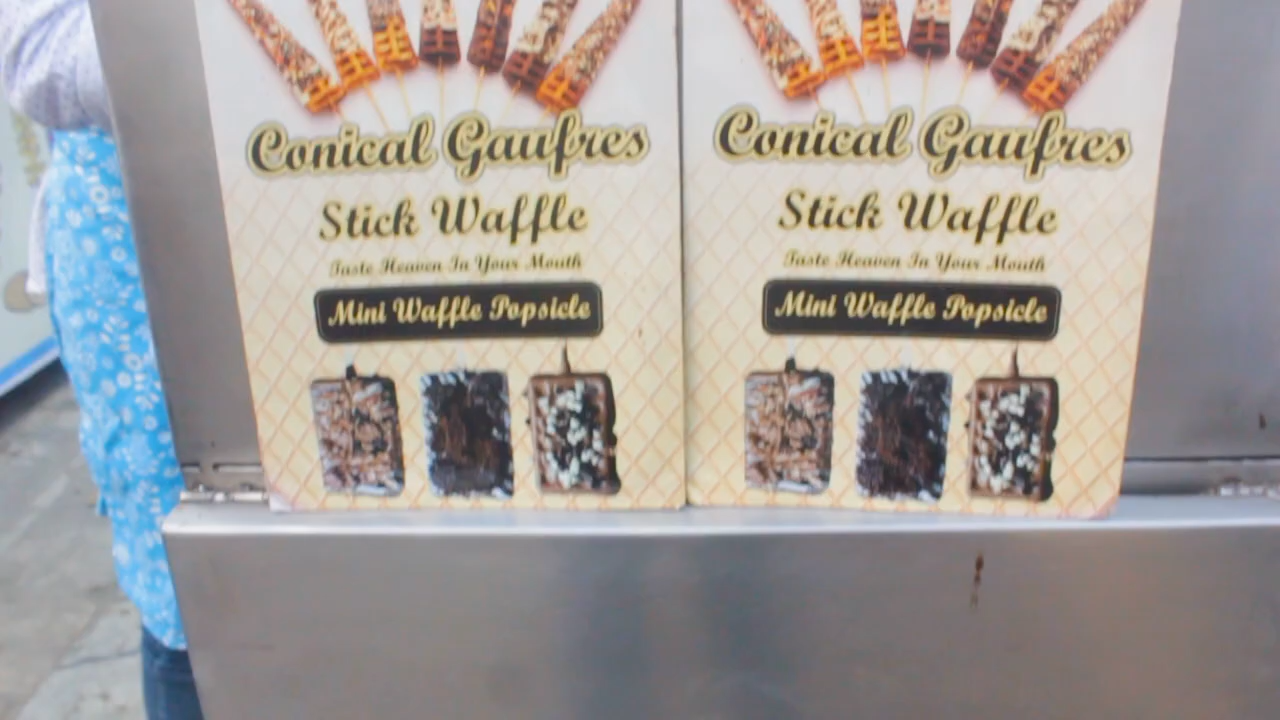 Conical Gaufres
Stick Waffle
Taste Heaven In Your Mouth
Mini Waffle Popsicle
Conical Gaufres
Stick Waffle
Taste Heaven In Your Mouth
Mini Waffle Popsicle